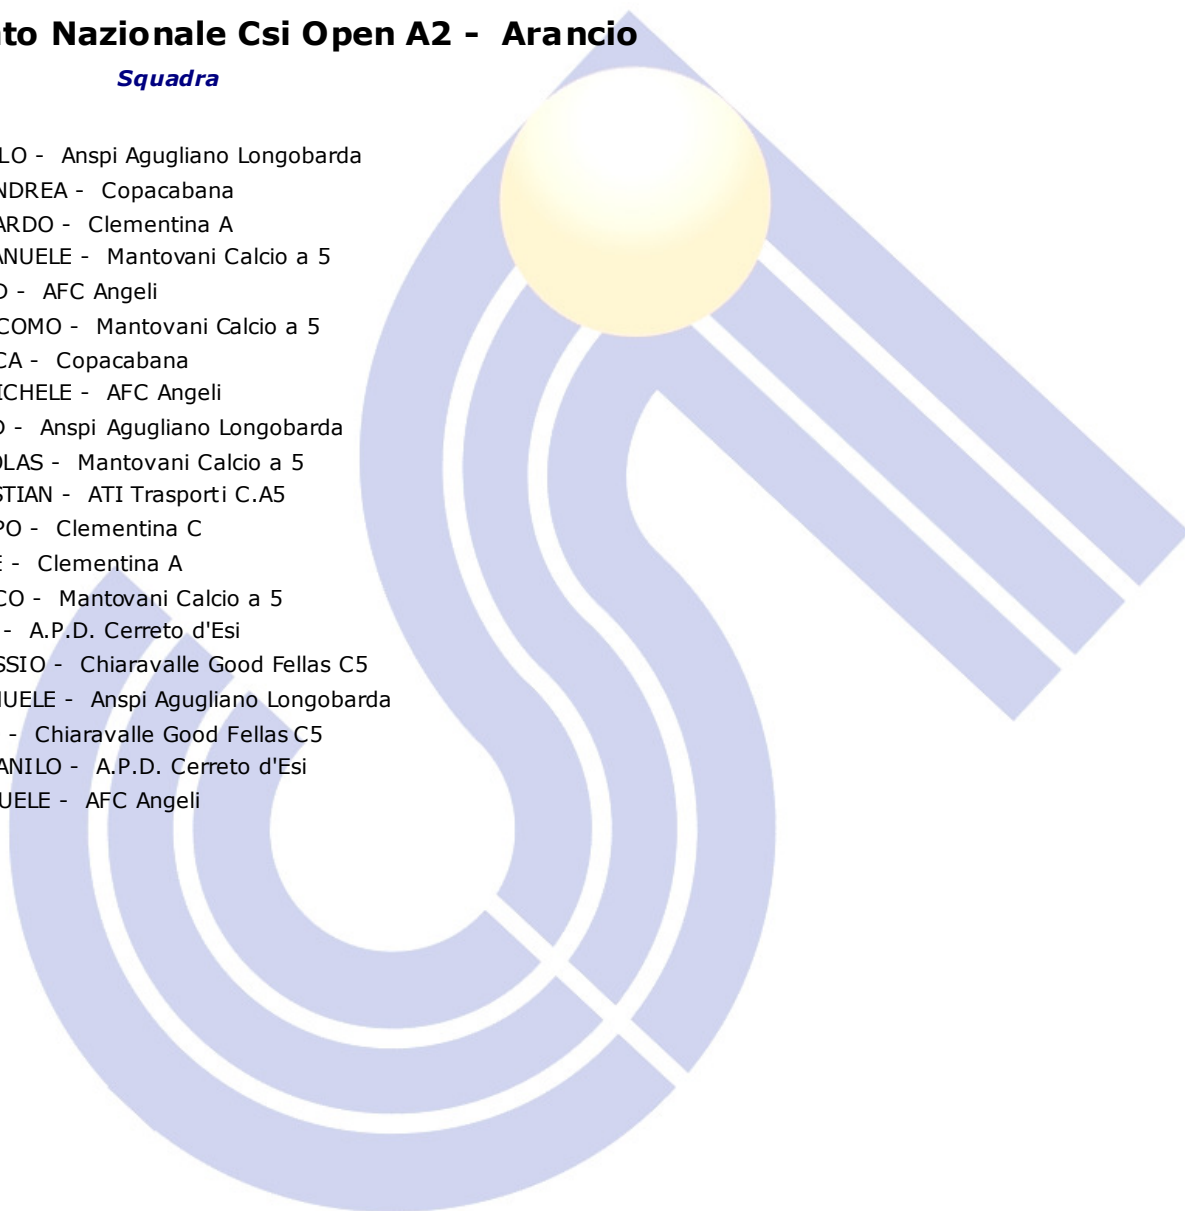 ato Nazionale Csi Open A2 - Arancio
Squadra
LO - Anspi Agugliano Longobarda
NDREA - Copacabana
ARDO - Clementina A
ANUELE - Mantovani Calcio a 5
O - AFC Angeli
COMO - Mantovani Calcio a 5
CA - Copacabana
ICHELE - AFC Angeli
O - Anspi Agugliano Longobarda
OLAS - Mantovani Calcio a 5
STIAN - ATI Trasporti C.A5
PO - Clementina C
E - Clementina A
CO - Mantovani Calcio a 5
- A.P.D. Cerreto d'Esi
SSIO - Chiaravalle Good Fellas C5
NUELE - Anspi Agugliano Longobarda
- Chiaravalle Good Fellas C5
ANILO - A.P.D. Cerreto d'Esi
UELE - AFC Angeli